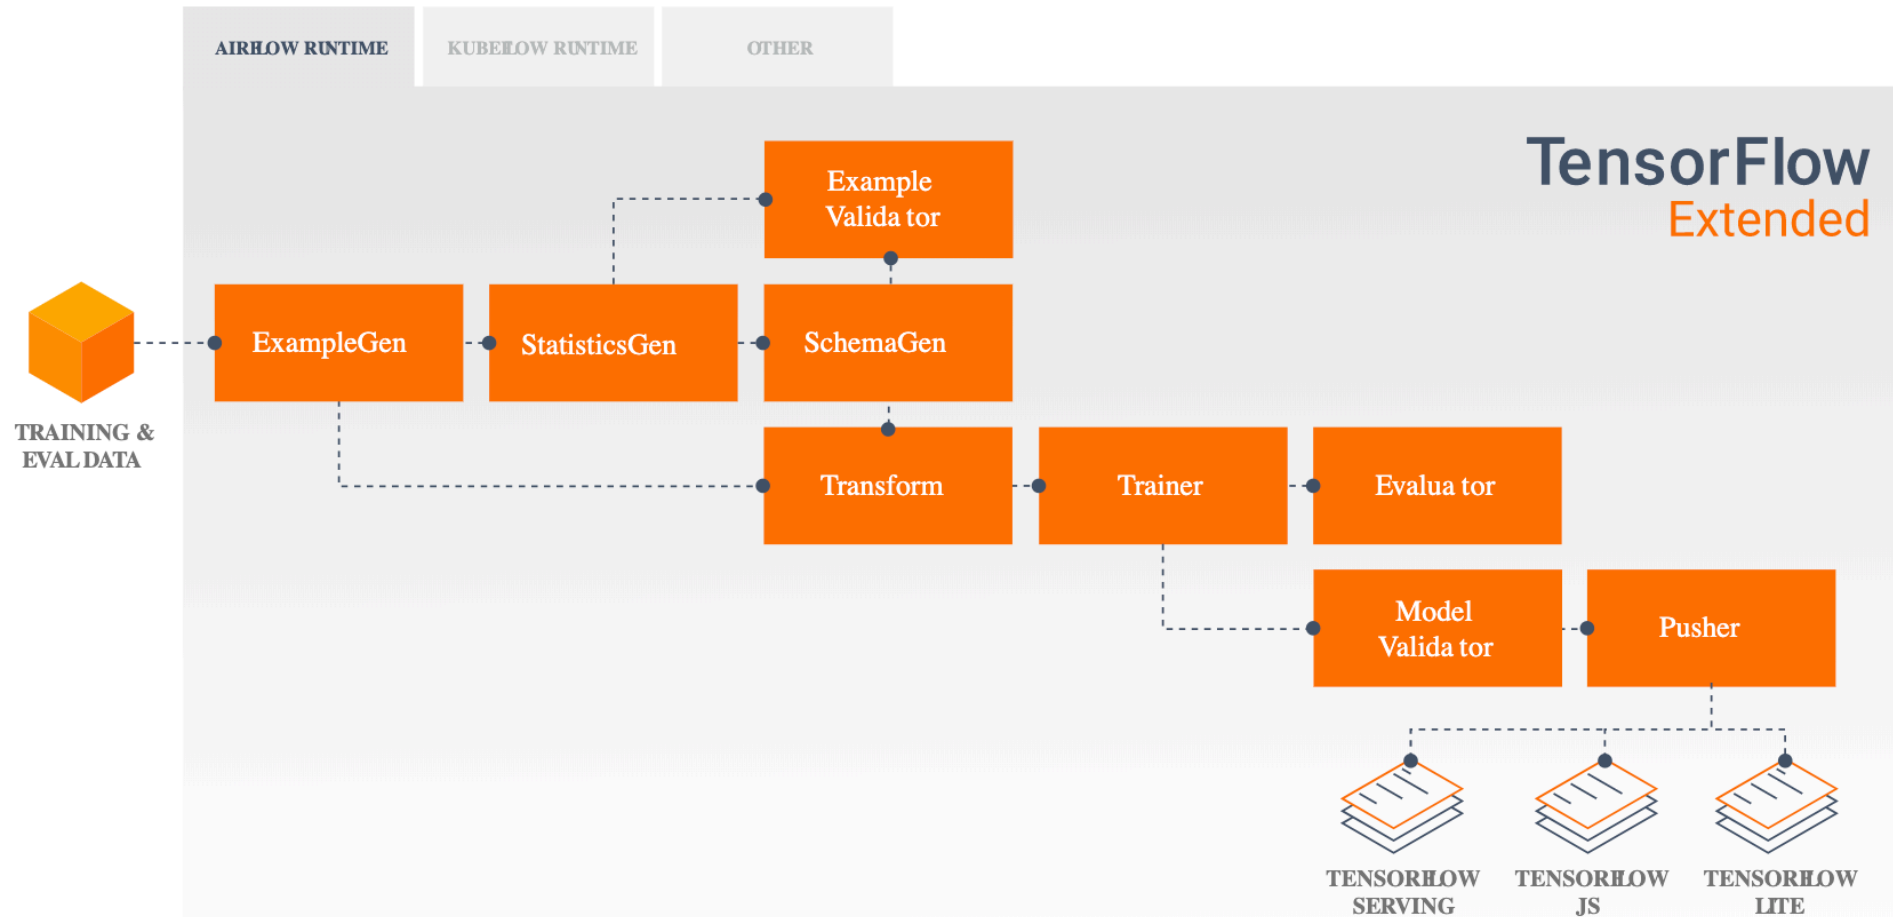 AIRFLOW RUNTIME
KUBEFLOW RUNTIME
OTHER
TensorFlow
Extended
Example
Valida tor
ExampleGen
StatisticsGen
SchemaGen
TRAINING &
EVAL DATA
Transform
Trainer
Evalua tor
Model
Valida tor
Pusher
TENSORFLOW
SERVING
TENSORFLOW
JS
TENSORFLOW
LITE